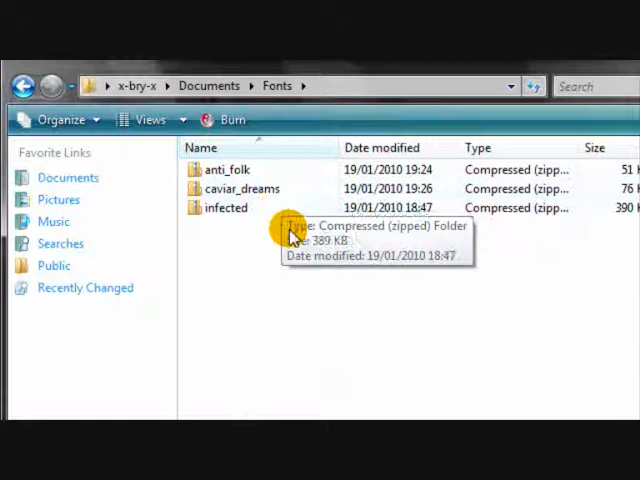 x-bry-x Documents Fonts Search
Organize Views Burn
Favorite Links
Documents
Pictures
Music
Searches
Public
Recently Changed
Name Date modified Type Size
anti_folk 19/01/2010 19:24 Compressed (zipp... 51 K
caviar_dreams 19/01/2010 19:26 Compressed (zipp... 76 K
infected 19/01/2010 18:47 Compressed (zipp... 390 K
Type: Compressed (zipped) Folder
389 KB
Date modified: 19/01/2010 18:47